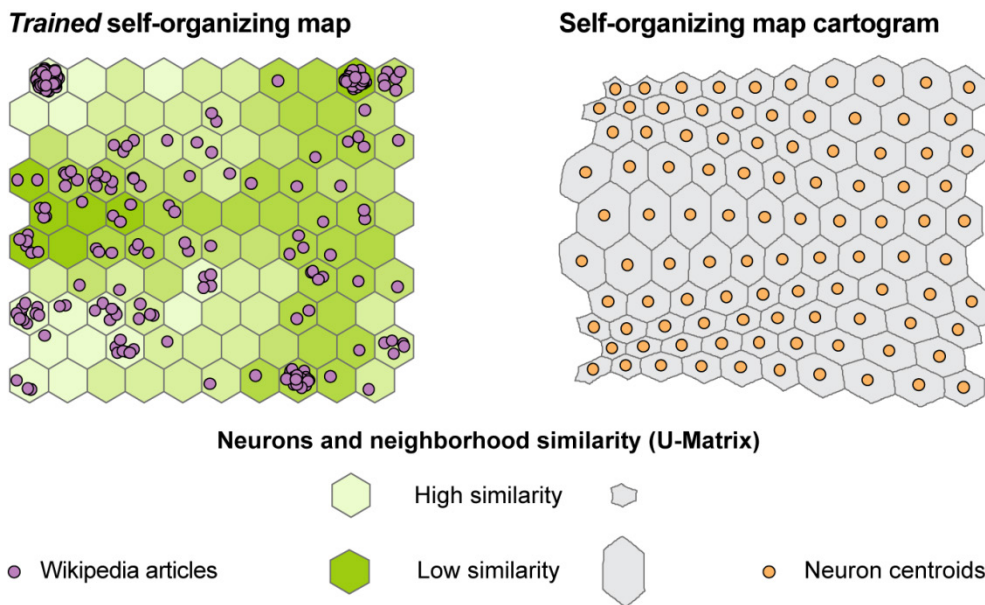 Trained self-organizing map
Self-organizing map cartogram
Neurons and neighborhood similarity (U-Matrix)
High similarity
Wikipedia articles
Low similarity
Neuron centroids